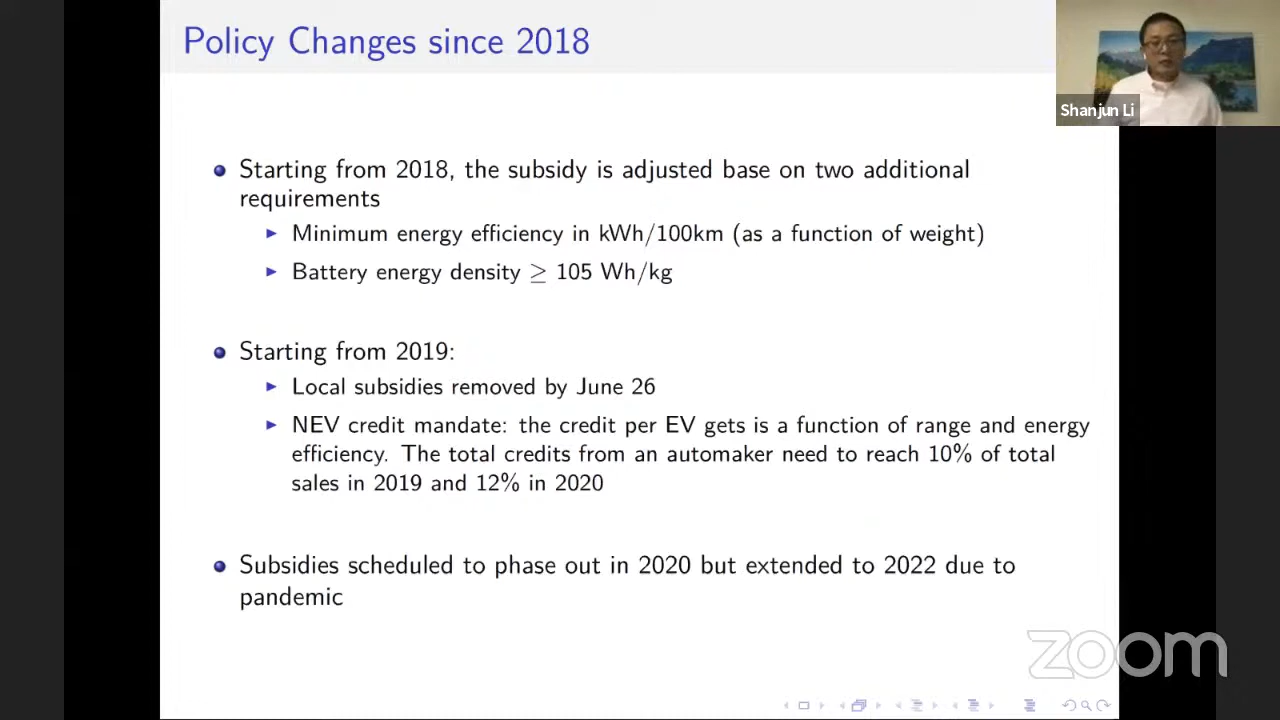 Policy Changes since 2018
Shanjun Li
Starting from 2018, the subsidy is adjusted base on two additional
requirements
Minimum energy efficiency in kWh/100km (as a function of weight)
Battery energy density ≥ 105 Wh/kg
Starting from 2019:
Local subsidies removed by June 26
NEV credit mandate: the credit per EV gets is a function of range and energy
efficiency. The total credits from an automaker need to reach 10% of total
sales in 2019 and 12% in 2020
Subsidies scheduled to phase out in 2020 but extended to 2022 due to
pandemic
zoom